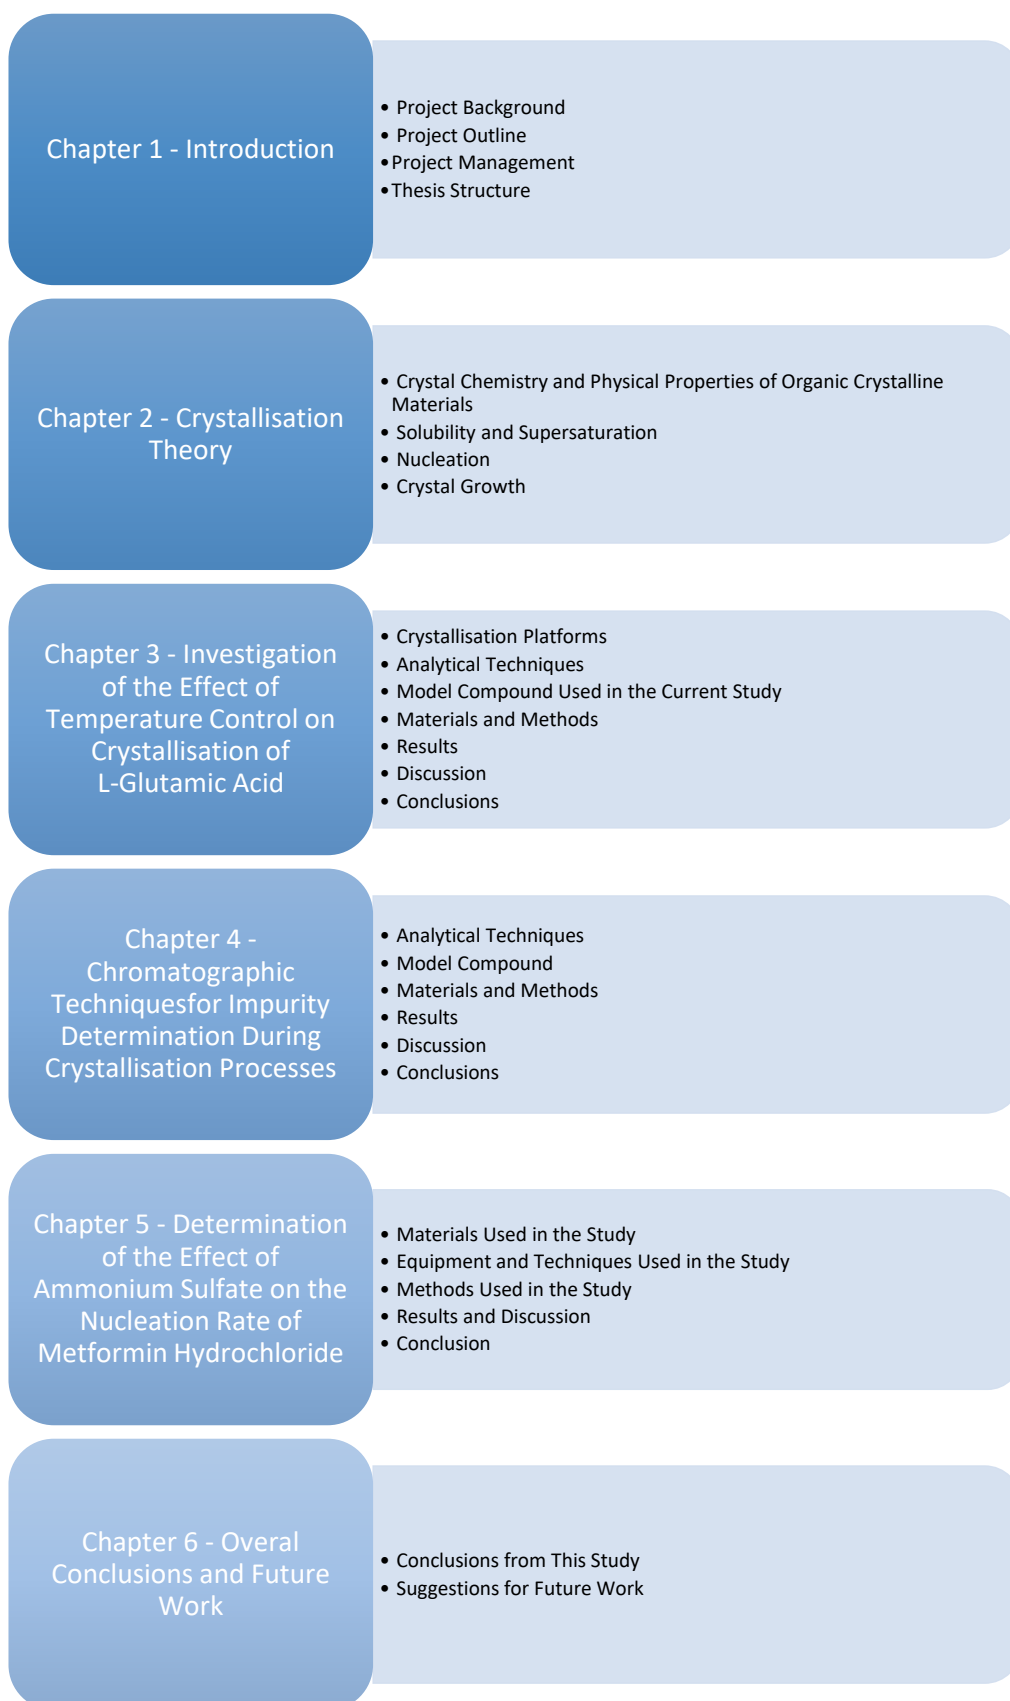 Chapter 1 - Introduction
• Project Background
• Project Outline
•Project Management
•Thesis Structure
Chapter 2 - Crystallisation
Theory
• Crystal Chemistry and Physical Properties of Organic Crystalline
Materials
• Solubility and Supersaturation
• Nucleation
• Crystal Growth
Chapter 3 - Investigation
of the Effect of
Temperature Control on
Crystallisation of
L-Glutamic Acid
• Crystallisation Platforms
• Analytical Techniques
• Model Compound Used in the Current Study
• Materials and Methods
• Results
• Discussion
• Conclusions
Chapter 4 -
Chromatographic
Techniquesfor Impurity
Determination During
Crystallisation Processes
• Analytical Techniques
• Model Compound
• Materials and Methods
• Results
• Discussion
• Conclusions
Chapter 5 - Determination
of the Effect of
Ammonium Sulfate on the
Nucleation Rate of
Metformin Hydrochloride
• Materials Used in the Study
• Equipment and Techniques Used in the Study
• Methods Used in the Study
• Results and Discussion
• Conclusion
Chapter 6 - Overal
Conclusions and Future
Work
• Conclusions from This Study
• Suggestions for Future Work